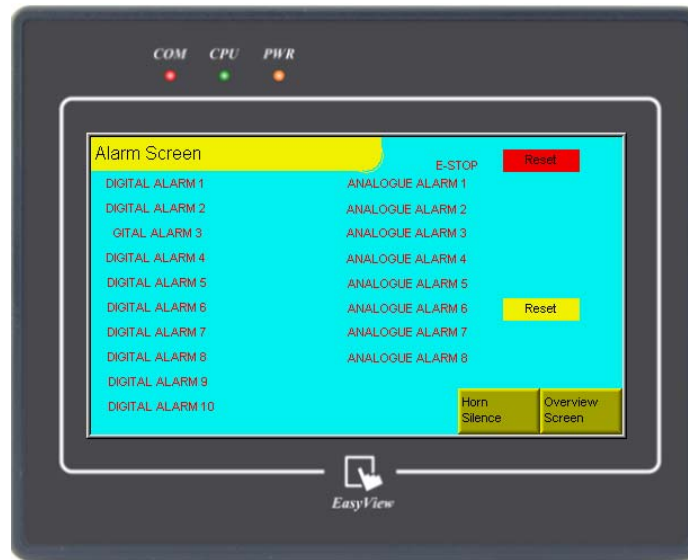 COM CPU PWR
Alarm Screen
E-STOP Reset
DIGITAL ALARM 1 ANALOGUE ALARM 1
DIGITAL ALARM 2 ANALOGUE ALARM 2
GITAL ALARM 3 ANALOGUE ALARM 3
DIGITAL ALARM 4 ANALOGUE ALARM 4
DIGITAL ALARM 5 ANALOGUE ALARM 5
DIGITAL ALARM 6 ANALOGUE ALARM 6 Reset
DIGITAL ALARM 7 ANALOGUE ALARM 7
DIGITAL ALARM 8 ANALOGUE ALARM 8
DIGITAL ALARM 9
DIGITAL ALARM 10
Horn Silence
Overview Screen
EasyView